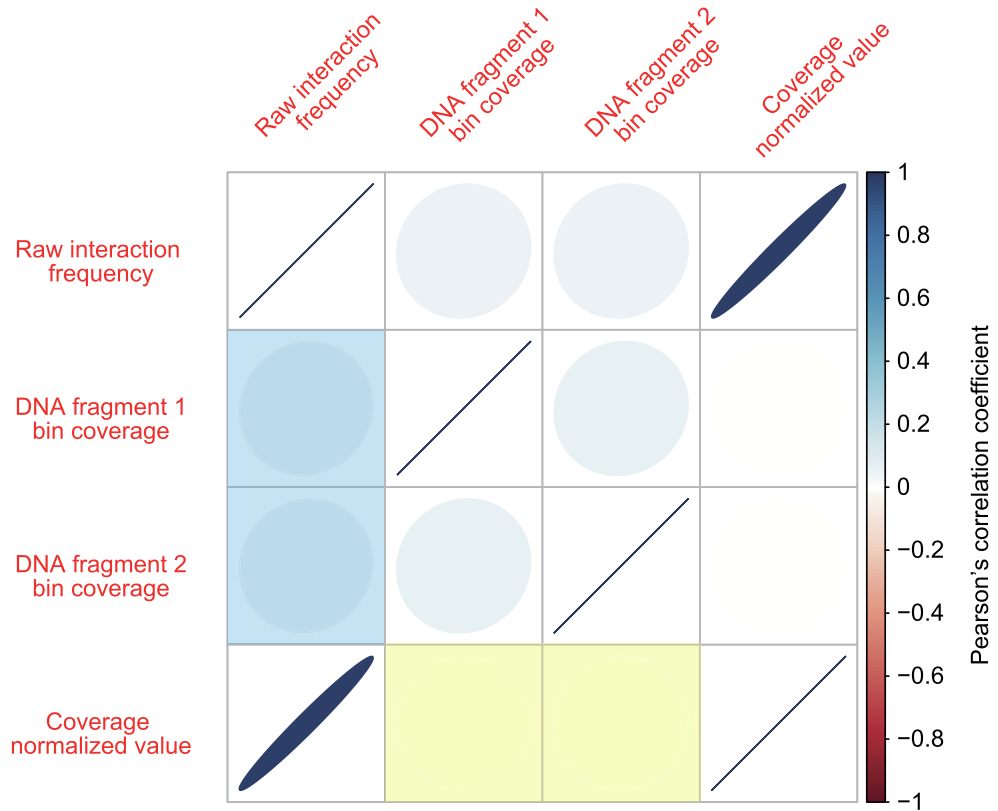 Raw interaction
frequency
DNA fragment 1
bin coverage
DNA fragment 2
bin coverage
Coverage
normalized value
Raw interaction
frequency
DNA fragment 1
bin coverage
DNA fragment 2
bin coverage
Coverage
normalized value
1
0.8
0.6
0.4
0.2
0
−0.2
−0.4
−0.6
−0.8
−1
Pearson’s correlation coefficient